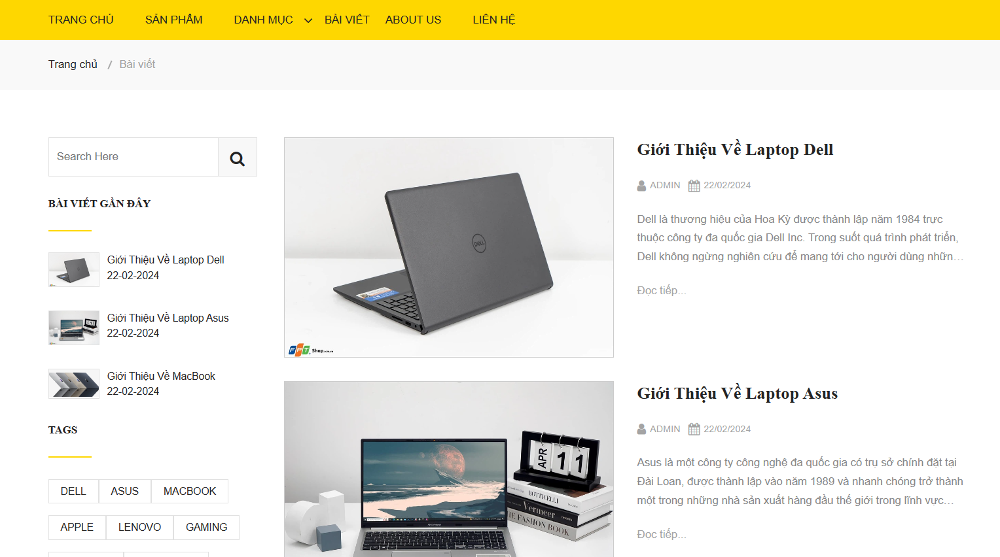 TRANG CHỦ SẢN PHẨM DANH MỤC BÀI VIẾT ABOUT US LIÊN HỆ
Trang chủ / Bài viết
Search Here
BÀI VIẾT GẦN ĐÂY
Giới Thiệu Về Laptop Dell
22-02-2024
Giới Thiệu Về Laptop Asus
22-02-2024
Giới Thiệu Về MacBook
22-02-2024
TAGS
DELL ASUS MACBOOK
APPLE LENOVO GAMING
DELL
FPT Shop.com.vn
Giới Thiệu Về Laptop Dell
ADMIN 22/02/2024
Dell là thương hiệu của Hoa Kỳ được thành lập năm 1984 trực
thuộc công ty đa quốc gia Dell Inc. Trong suốt quá trình phát triển,
Dell không ngừng nghiên cứu để mang tới cho người dùng nhữn...
Đọc tiếp...
APR 1 1
BOTTICELLI
Vermeer
THE FASHION BOOK
Giới Thiệu Về Laptop Asus
ADMIN 22/02/2024
Asus là một công ty công nghệ đa quốc gia có trụ sở chính đặt tại
Đài Loan, được thành lập vào năm 1989 và nhanh chóng trở thành
một trong những nhà sản xuất hàng đầu thế giới trong lĩnh vực...
Đọc tiếp...